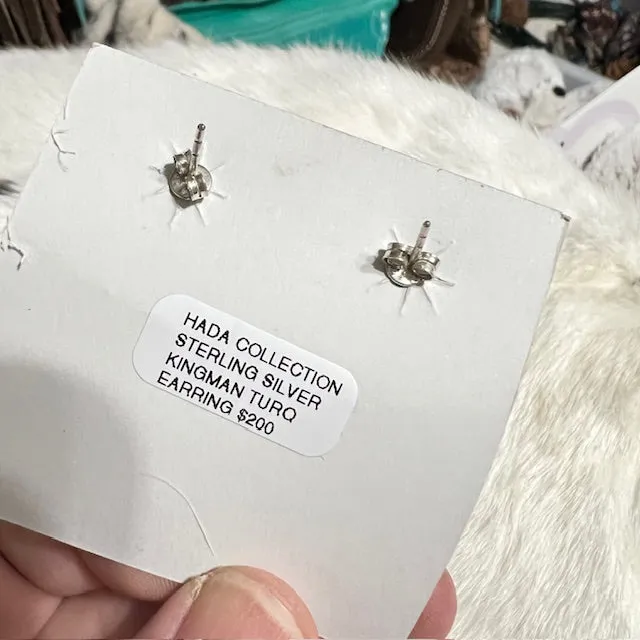 HADA COLLECTION
STERLING SILVER
KINGMAN TURQ
EARRING $200